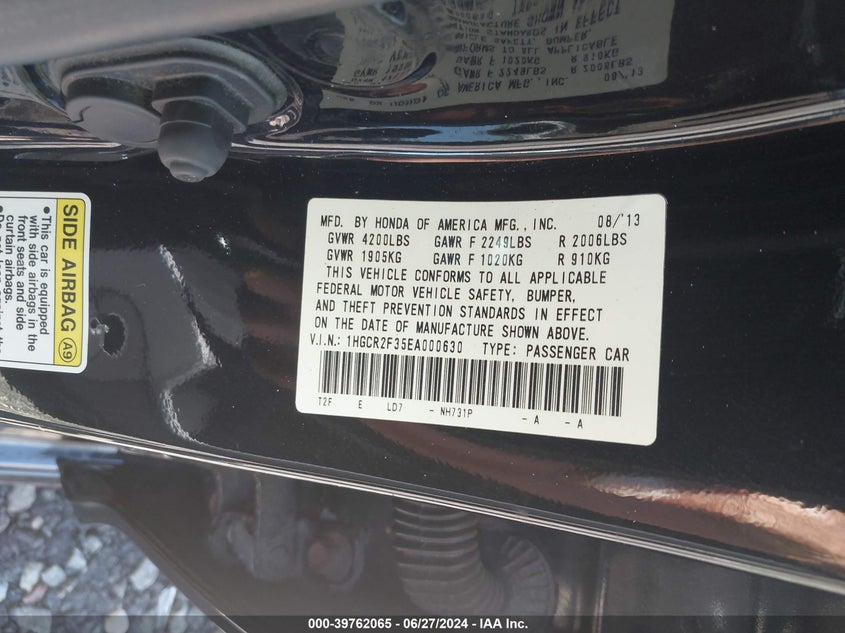 MFD. BY HONDA OF AMERICA MFG., INC. 08/'13
GVWR 4200LBS GAWR F 2249LBS R 2006LBS
GVWR 1905KG GAWR F 1020KG R 910KG
THIS VEHICLE CONFORMS TO ALL APPLICABLE
FEDERAL MOTOR VEHICLE SAFETY, BUMPER,
AND THEFT PREVENTION STANDARDS IN EFFECT
ON THE DATE OF MANUFACTURE SHOWN ABOVE.
V.I.N.: 1HGCR2F35EA000630 TYPE: PASSENGER CAR
T2F E LD7 - NH731P - A - A
SIDE AIRBAG A9
•This car is equipped
with side airbags in the
front seats and side
curtain airbags.
000-39762065 - 06/27/2024 - IAA Inc.